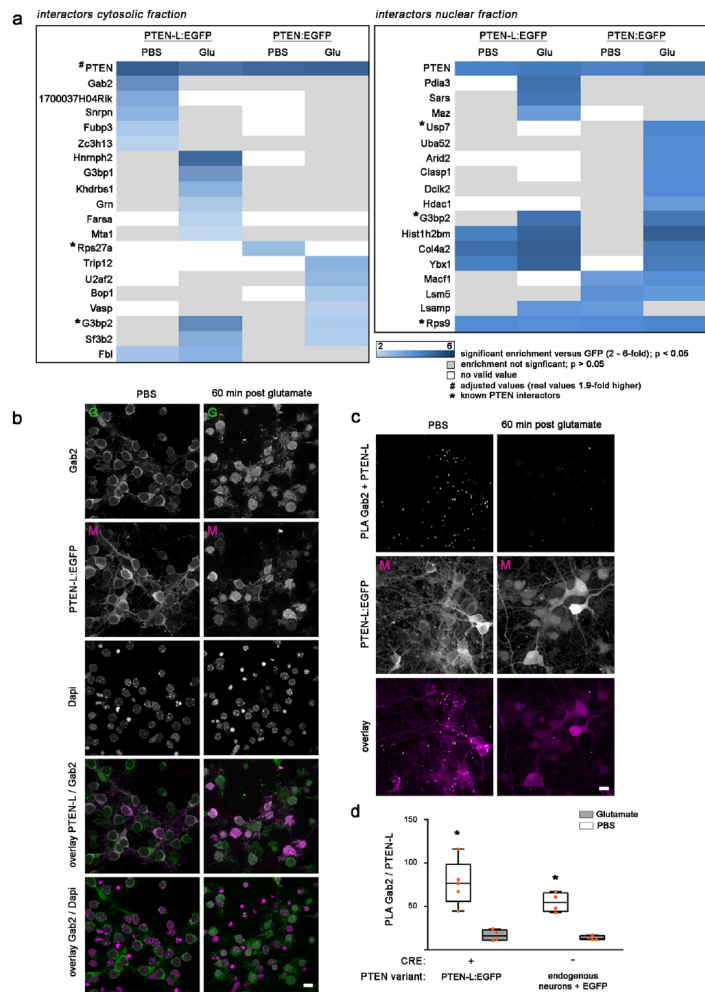 a
interactors cytosolic fraction
PTEN-L:EGFP PTEN:EGFP
PBS Glu PBS Glu
#PTEN
Gab2
1700037H04Rik
Snrpn
Fubp3
Zc3h13
Hnrnph2
G3bp1
Khdrbs1
Grn
Farsa
Mta1
*Rps27a
Trip12
U2af2
Bop1
Vasp
*G3bp2
Sf3b2
Fbl
interactors nuclear fraction
PTEN-L:EGFP PTEN:EGFP
PBS Glu PBS Glu
PTEN
Pdia3
Sars
Maz
*Usp7
Uba52
Arid2
Clasp1
Dclk2
Hdac1
*G3bp2
Hist1h2bm
Col4a2
Ybx1
Macf1
Lsm5
Lsamp
*Rps9
2 6 significant enrichment versus GFP (2 - 6-fold); p < 0.05
enrichment not signficant; p > 0.05
no valid value
# adjusted values (real values 1.9-fold higher)
* known PTEN interactors
b
PBS 60 min post glutamate
Gab2
G G
PTEN-L:EGFP
M M
Dapi
overlay PTEN-L / Gab2
overlay Gab2 / Dapi
c
PBS 60 min post glutamate
PLA Gab2 + PTEN-L
PTEN-L:EGFP
M M
overlay
d
Glutamate
PBS
PLA Gab2 / PTEN-L
150
100
50
* *
CRE: + -
PTEN variant: PTEN-L:EGFP endogenous
neurons + EGFP